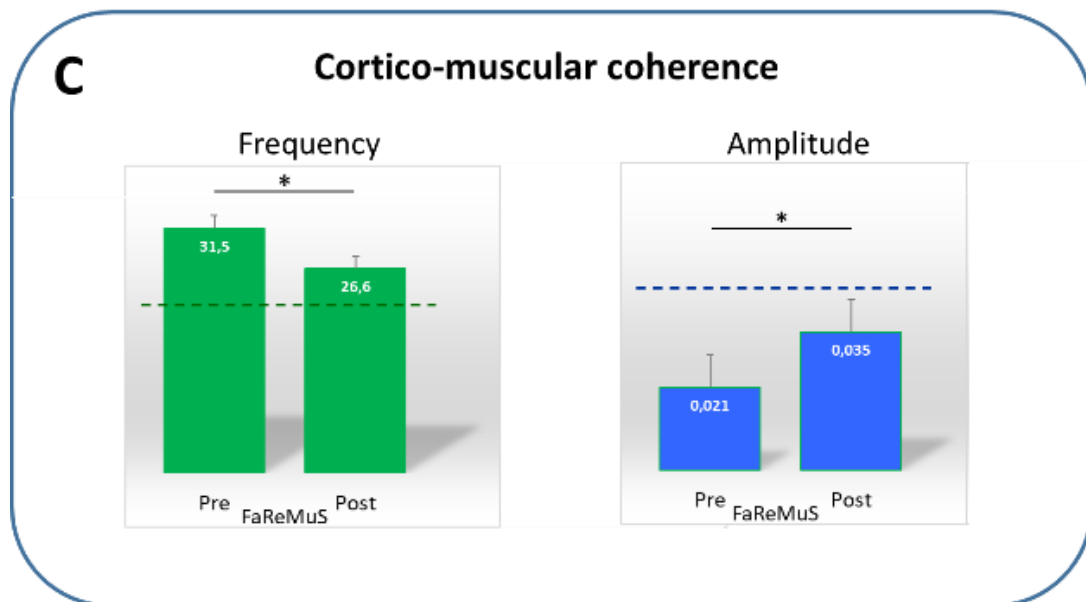 C
Cortico-muscular coherence
Frequency
*
31,5
26,6
Pre
Post
FaReMuS
Amplitude
*
0,021
0,035
Pre
Post
FaReMuS